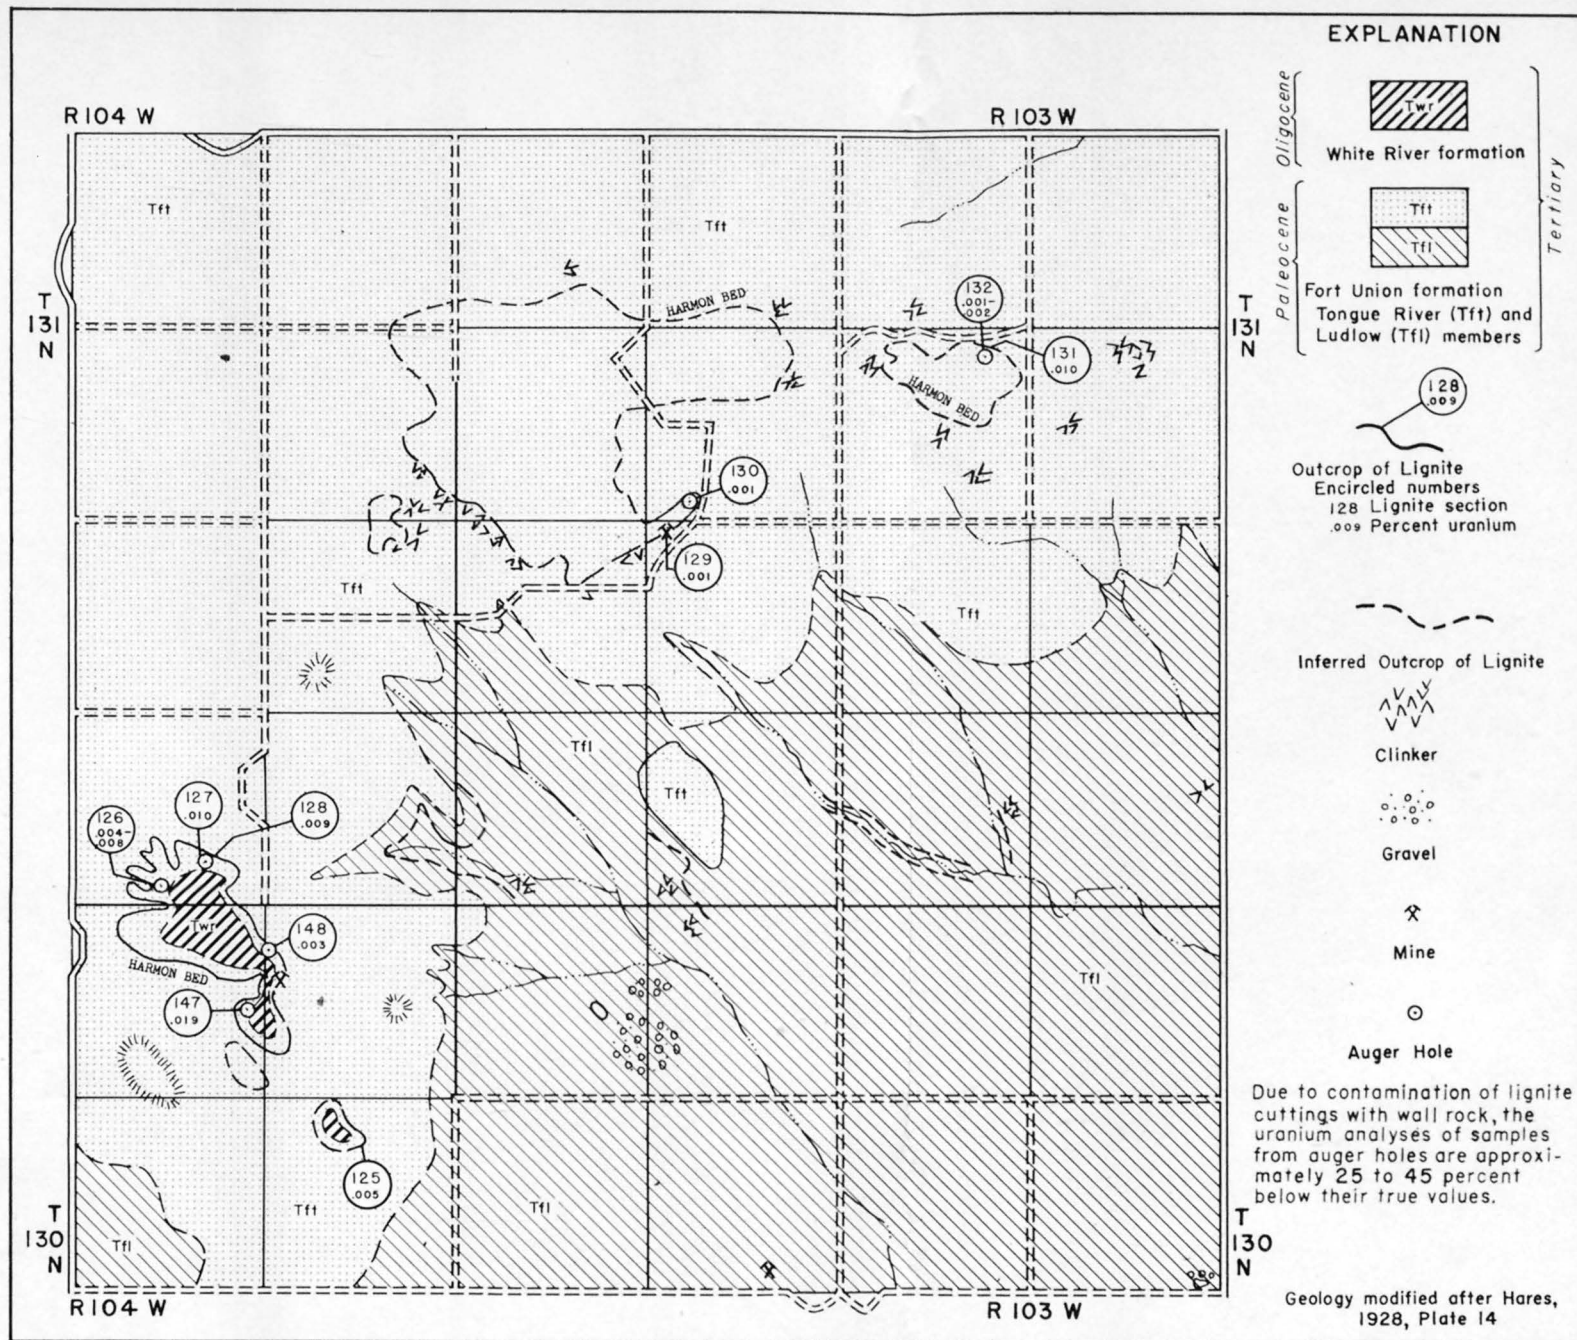 EXPLANATION
R 104 W
R 103 W
Oligocene
Twr
White River formation
Tertiary
Paleocene
Tft
Tfl
Fort Union formation
Tongue River (Tft) and
Ludlow (Tfl) members
128
.009
Outcrop of Lignite
Encircled numbers
128 Lignite section
.009 Percent uranium
Inferred Outcrop of Lignite
Clinker
Gravel
Mine
Auger Hole
Due to contamination of lignite
cuttings with wall rock, the
uranium analyses of samples
from auger holes are approxi-
mately 25 to 45 percent
below their true values.
Geology modified after Hares,
1928, Plate 14
Tft
Tft
T
131
N
T
131
N
HARMON BED
132
.001-
.002
131
.010
HARMON BED
130
.001
129
.001
Tft
Tft
Tfl
Tft
126
.004-
.008
127
.010
128
.009
Twr
148
.003
HARMON BED
147
.019
Tfl
125
.005
Tft
Tfl
Tfl
T
130
N
T
130
N
R 104 W
R 103 W